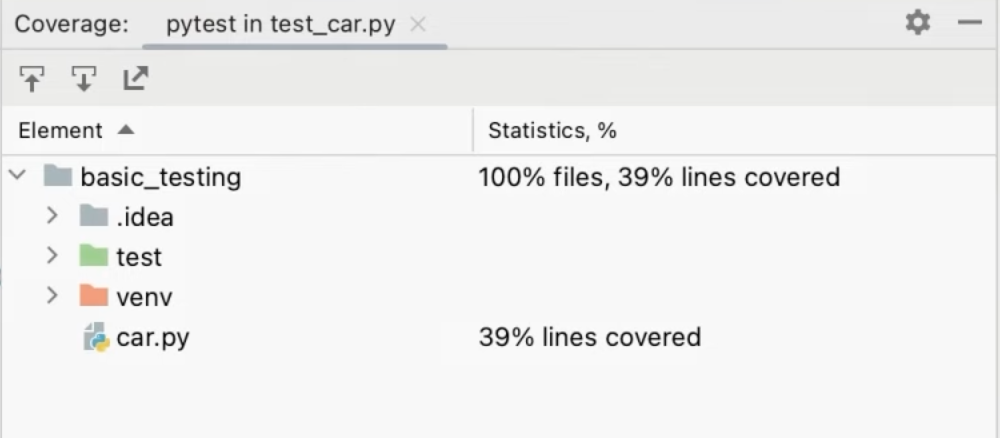 Coverage: pytest in test_car.py
Element Statistics, %
basic_testing 100% files, 39% lines covered
.idea
test
venv
car.py 39% lines covered